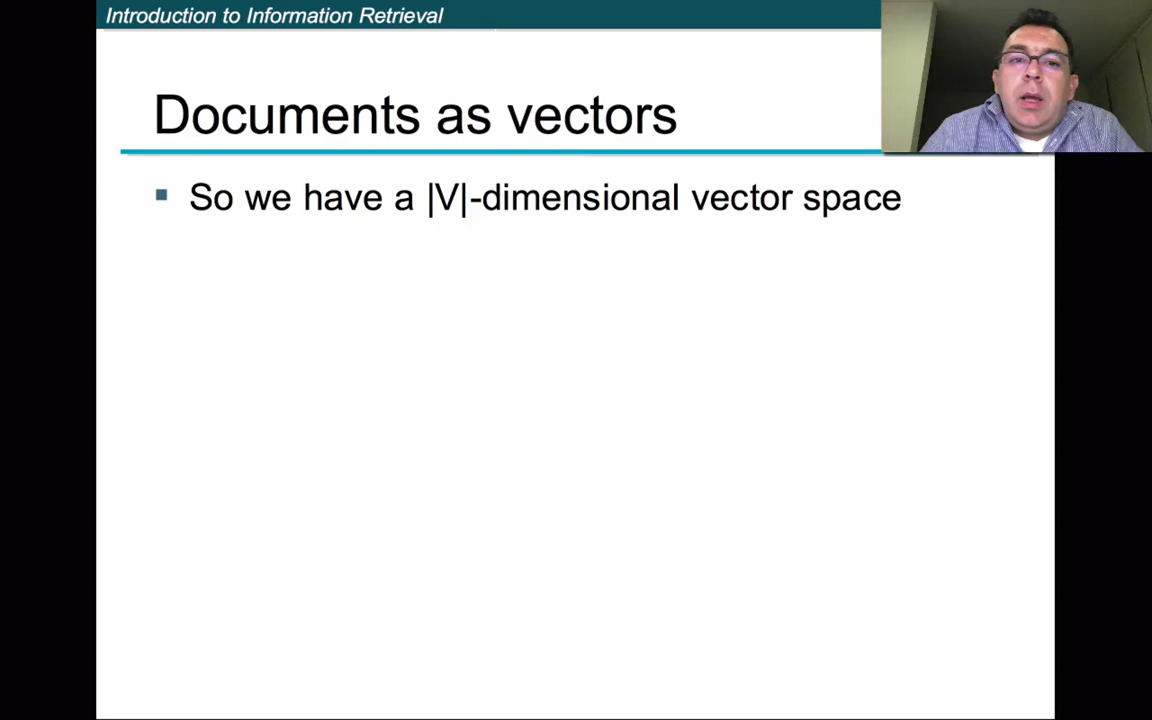 Introduction to Information Retrieval
Documents as vectors
▪ So we have a |V|-dimensional vector space